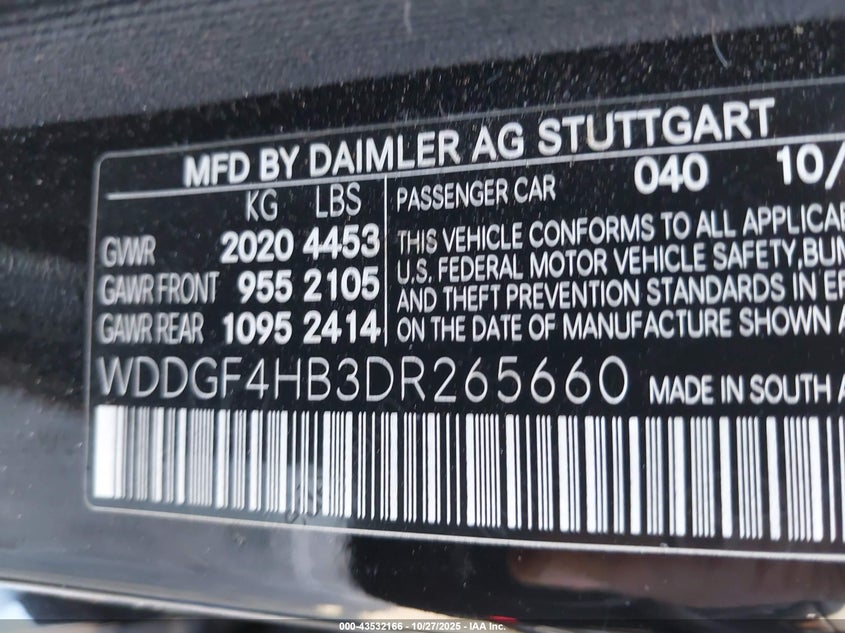 MFD BY DAIMLER AG STUTTGART
KG LBS
GVWR 2020 4453
GAWR FRONT 955 2105
GAWR REAR 1095 2414
PASSENGER CAR 040 10/
THIS VEHICLE CONFORMS TO ALL
U.S. FEDERAL MOTOR VEHICLE SAFETY,
AND THEFT PREVENTION STANDARDS IN
ON THE DATE OF MANUFACTURE SHOWN
WDDGF4HB3DR265660 MADE IN SOUTH
000-43532166 - 10/27/2025 - IAA Inc.